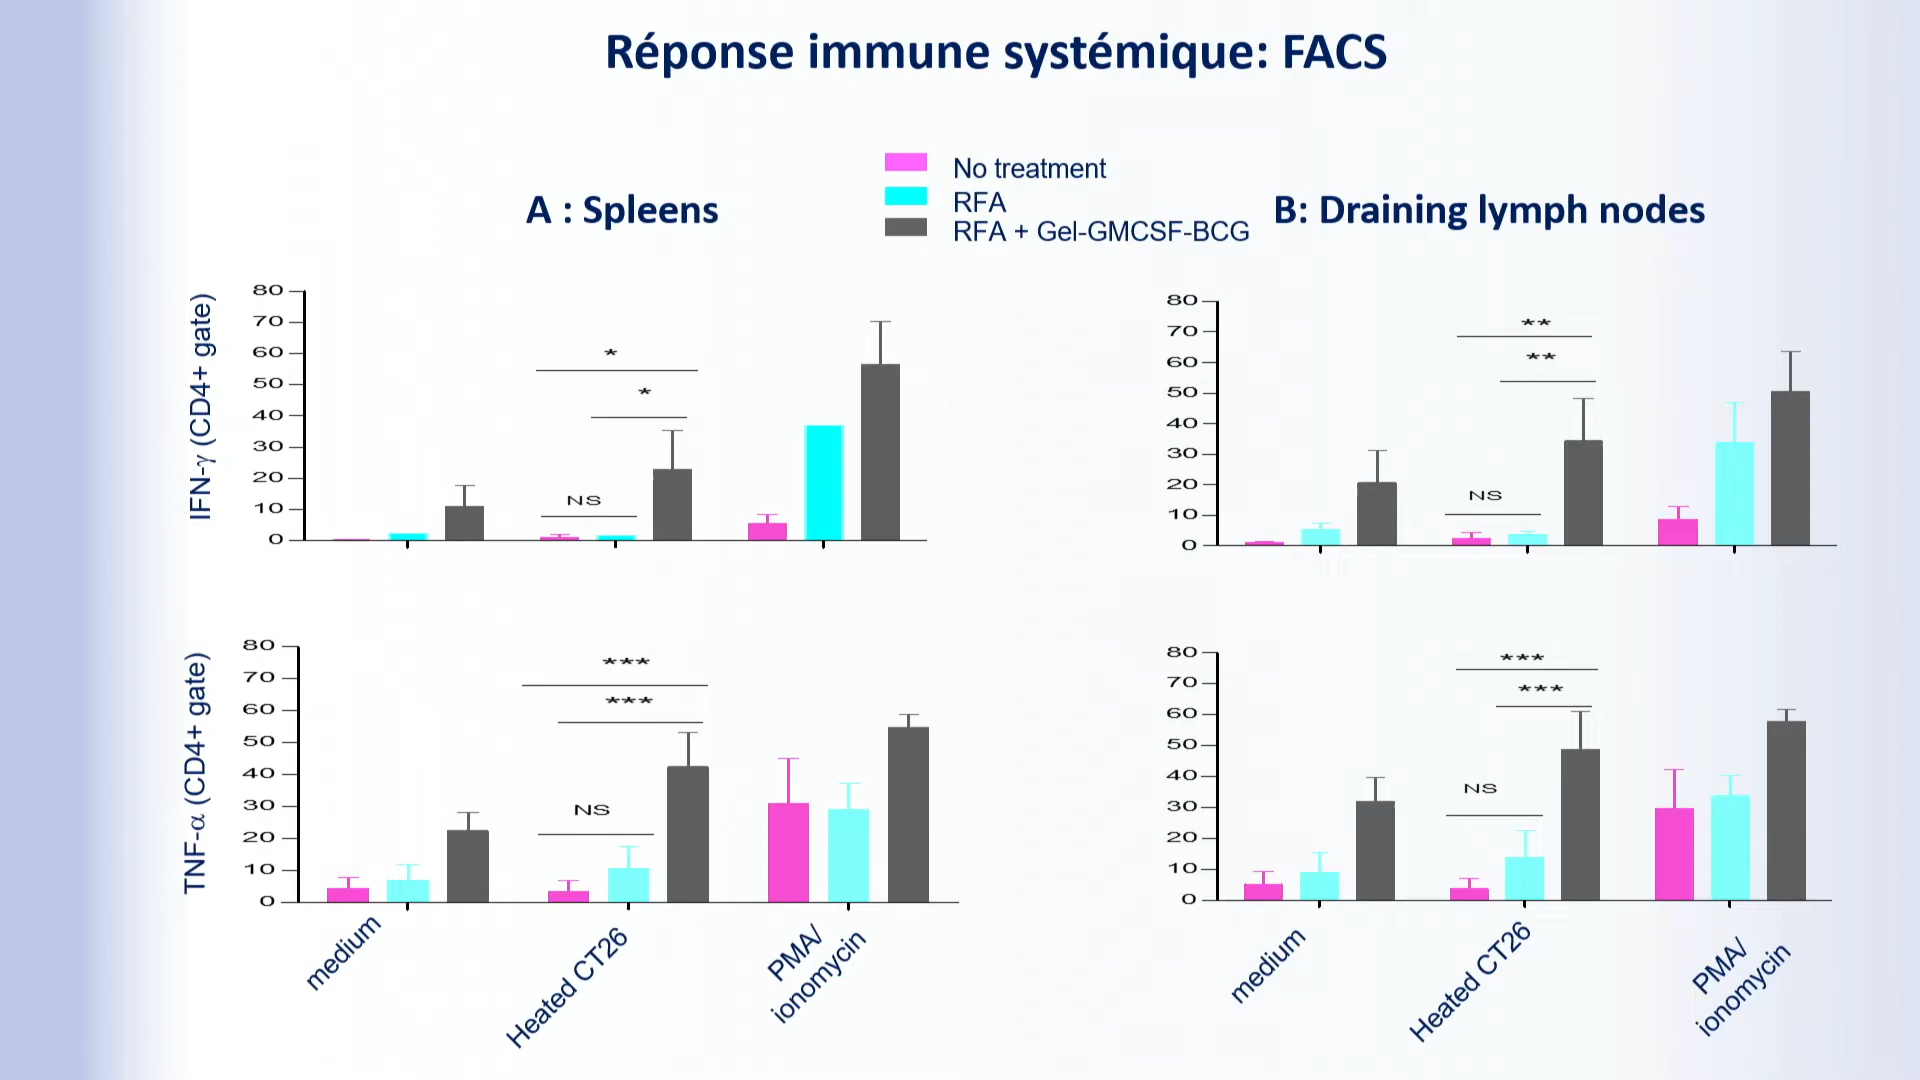 Réponse immune systémique: FACS
No treatment
RFA
RFA + Gel-GMCSF-BCG
A : Spleens
B: Draining lymph nodes
IFN-γ (CD4+ gate)
80
70
60
50
40
30
20
10
0
*
*
NS
80
70
60
50
40
30
20
10
0
**
**
NS
TNF-α (CD4+ gate)
80
70
60
50
40
30
20
10
0
***
***
NS
medium
Heated CT26
PMA/
ionomycin
80
70
60
50
40
30
20
10
0
***
***
NS
medium
Heated CT26
PMA/
ionomycin